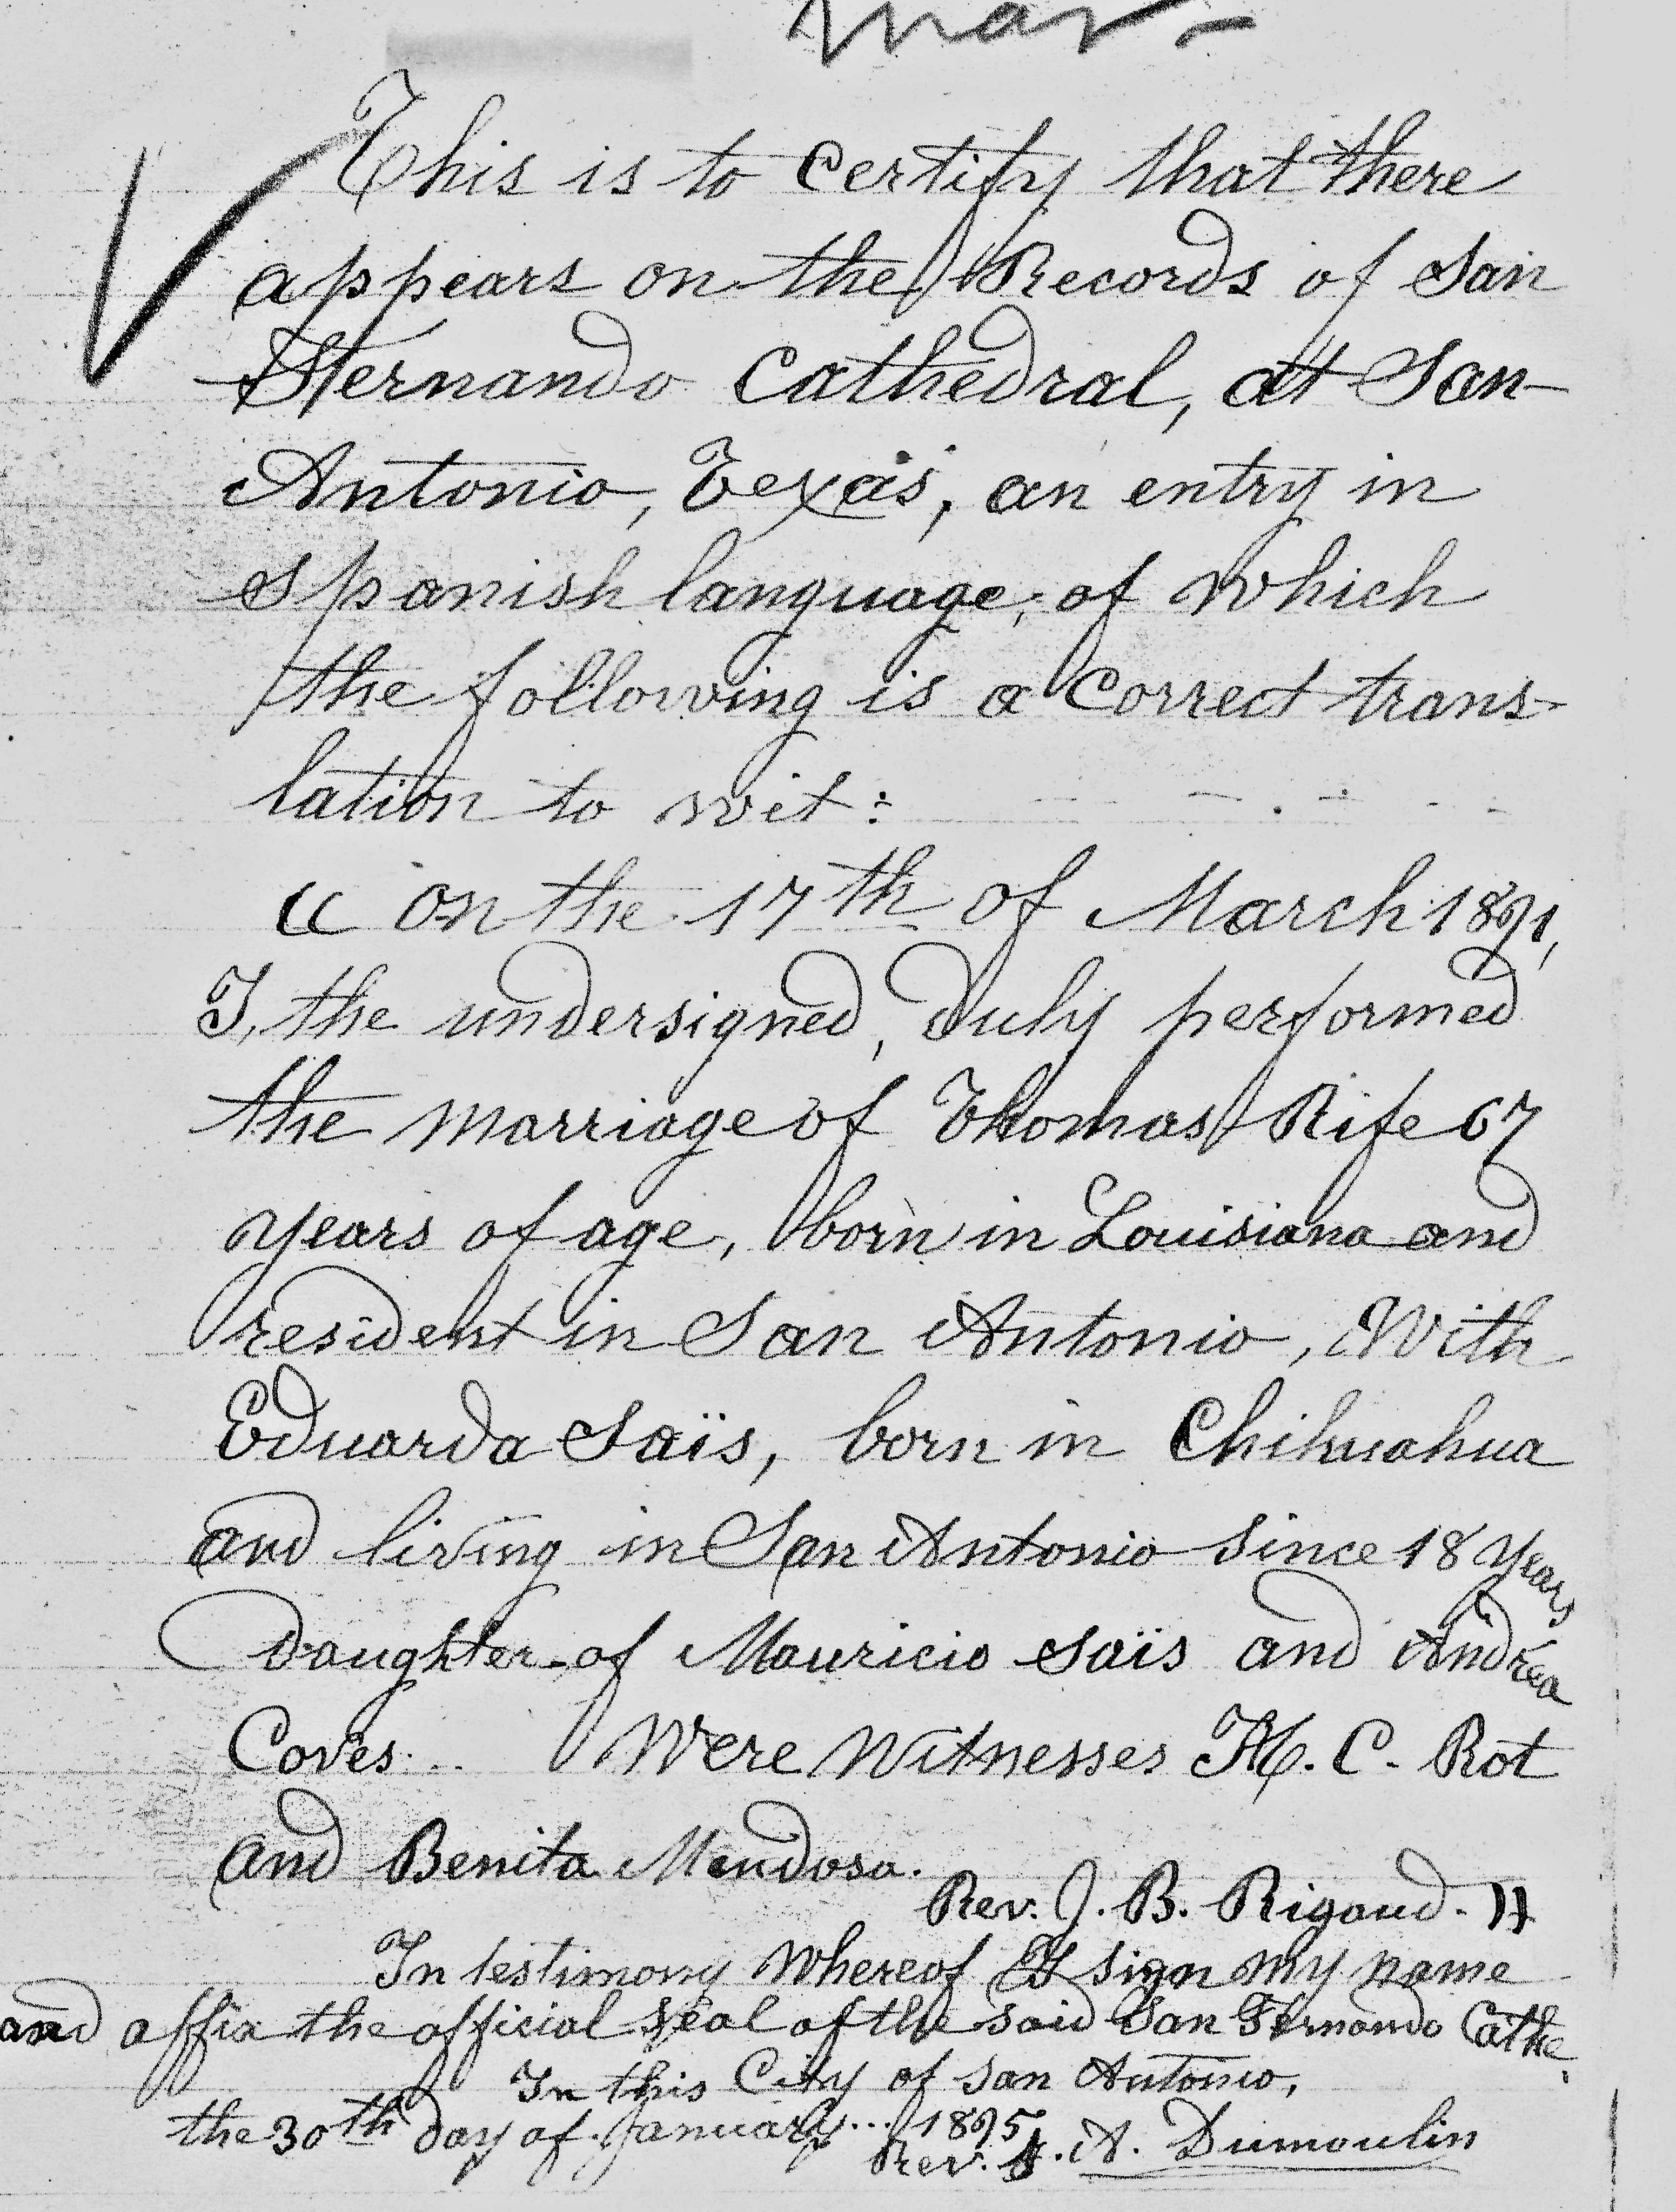 Mar-
This is to Certify that there
appears on the Records of San
Fernando Cathedral, at San
Antonio, Texas, an entry in
Spanish language, of which
the following is a correct trans-
lation to wit:
" On the 17th of March 1891,
I, the undersigned, duly performed
the marriage of Thomas Rife 67
years of age, born in Louisiana and
resident in San Antonio, With
Eduarda Saïs, born in Chihuahua
and living in San Antonio since 18 years
Daughter of Mauricio Saïs and Andrea
Coves. Were Witnesses H. C. Rot
and Benita Mendosa.
Rev. J. B. Rigaud. "
In testimony whereof I sign my name
and affix the official seal of the said San Fernando Cathe.
In this City of San Antonio,
the 30th day of January... 1895
Rev. J. A. Dumoulin